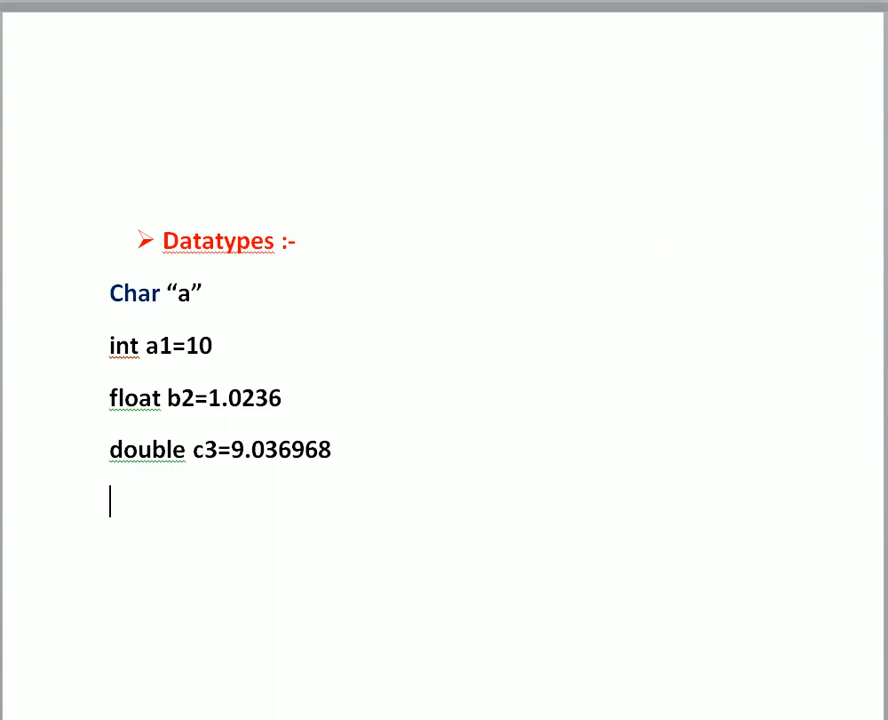 ➢ Datatypes :-
Char “a”
int a1=10
float b2=1.0236
double c3=9.036968